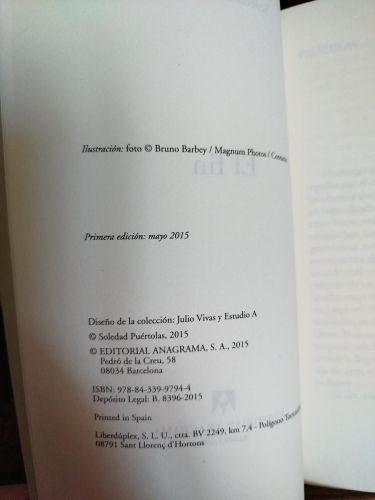 Ilustración: foto © Bruno Barbey / Magnum Photos / Contacto
Primera edición: mayo 2015
Diseño de la colección: Julio Vivas y Estudio A
© Soledad Puértolas, 2015
© EDITORIAL ANAGRAMA, S. A., 2015
Pedró de la Creu, 58
08034 Barcelona
ISBN: 978-84-339-9794-4
Depósito Legal: B. 8396-2015
Printed in Spain
Liberdúplex, S. L. U., ctra. BV 2249, km 7,4 - Polígono
08791 Sant Llorenç d'Hortons